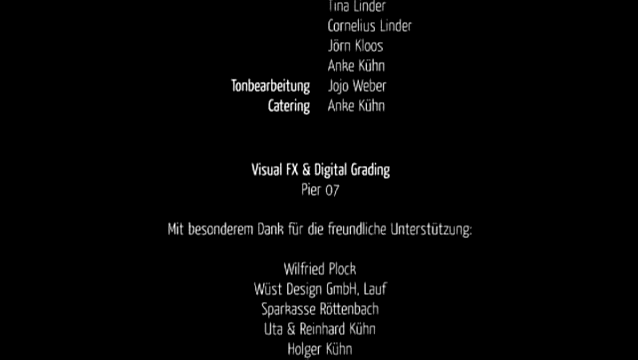 Tina Linder
Cornelius Linder
Jörn Kloos
Anke Kühn
Tonbearbeitung Jojo Weber
Catering Anke Kühn
Visual FX & Digital Grading
Pier 07
Mit besonderem Dank für die freundliche Unterstützung:
Wilfried Plock
Wüst Design GmbH, Lauf
Sparkasse Röttenbach
Uta & Reinhard Kühn
Holger Kühn